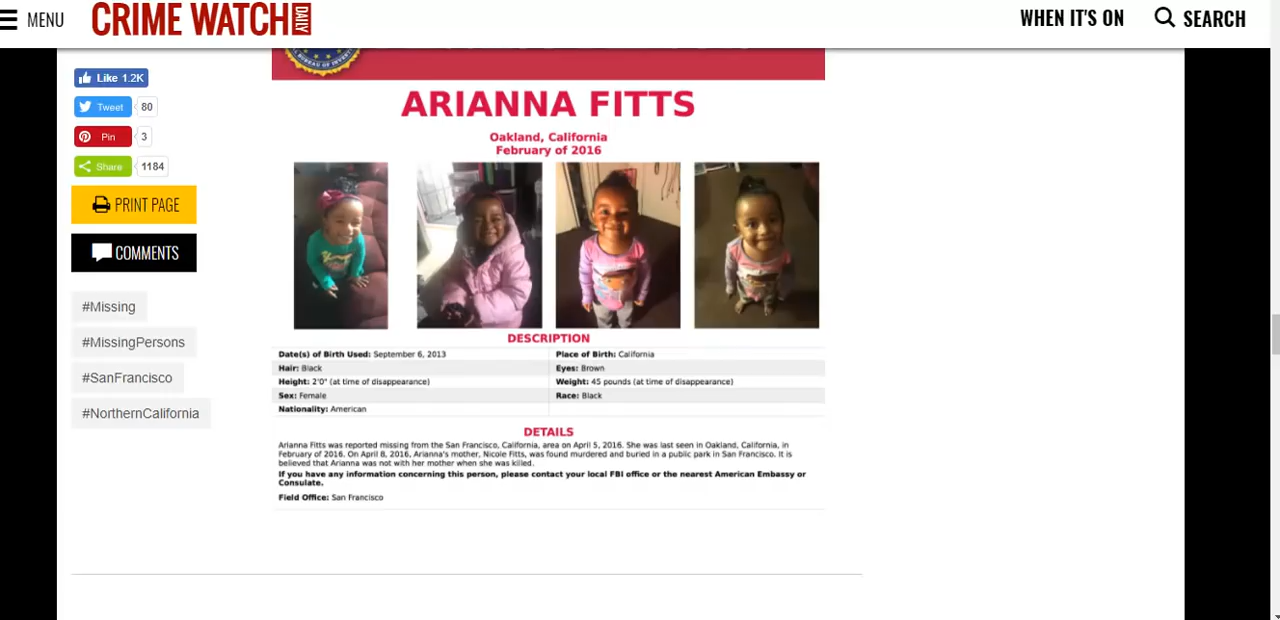 MENU
CRIME WATCH DAILY
WHEN IT'S ON
SEARCH
Like 1.2K
Tweet 80
Pin 3
Share 1184
PRINT PAGE
COMMENTS
#Missing
#MissingPersons
#SanFrancisco
#NorthernCalifornia
ARIANNA FITTS
Oakland, California
February of 2016
DESCRIPTION
Date(s) of Birth Used: September 6, 2013
Place of Birth: California
Hair: Black
Eyes: Brown
Height: 2'0" (at time of disappearance)
Weight: 45 pounds (at time of disappearance)
Sex: Female
Race: Black
Nationality: American
DETAILS
Arianna Fitts was reported missing from the San Francisco, California, area on April 5, 2016. She was last seen in Oakland, California, in
February of 2016. On April 8, 2016, Arianna's mother, Nicole Fitts, was found murdered and buried in a public park in San Francisco. It is
believed that Arianna was not with her mother when she was killed.
If you have any information concerning this person, please contact your local FBI office or the nearest American Embassy or
Consulate.
Field Office: San Francisco